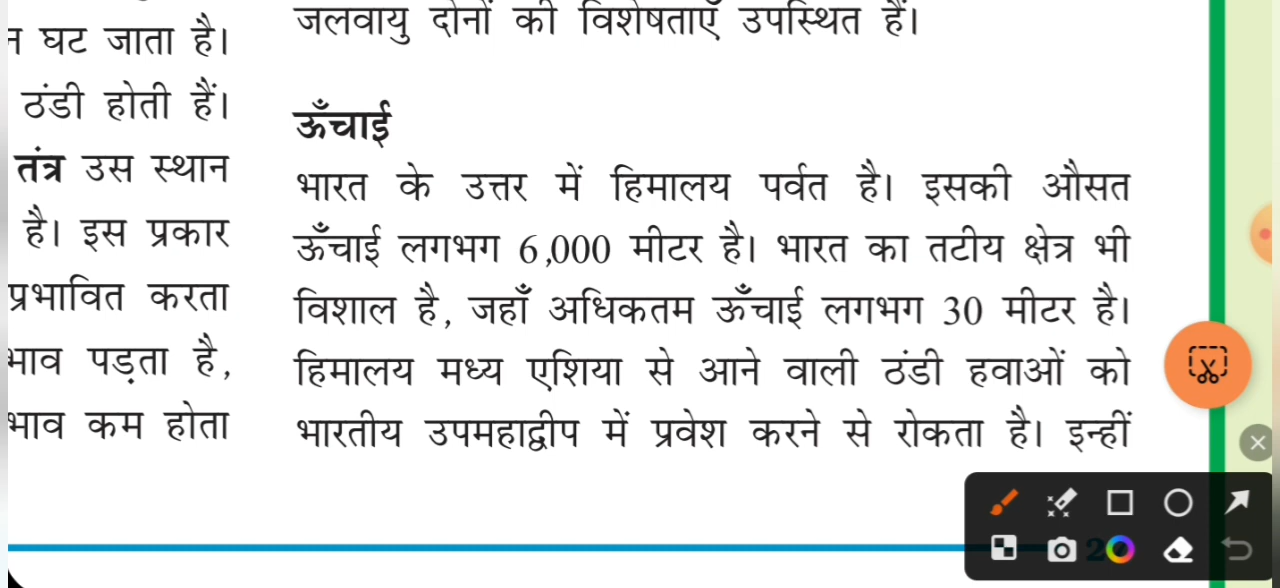 न घट जाता है।
ठंडी होती हैं।
तंत्र उस स्थान
है। इस प्रकार
प्रभावित करता
भाव पड़ता है,
भाव कम होता
जलवायु दोनों की विशेषताएँ उपस्थित हैं।
ऊँचाई
भारत के उत्तर में हिमालय पर्वत है। इसकी औसत
ऊँचाई लगभग 6,000 मीटर है। भारत का तटीय क्षेत्र भी
विशाल है, जहाँ अधिकतम ऊँचाई लगभग 30 मीटर है।
हिमालय मध्य एशिया से आने वाली ठंडी हवाओं को
भारतीय उपमहाद्वीप में प्रवेश करने से रोकता है। इन्हीं